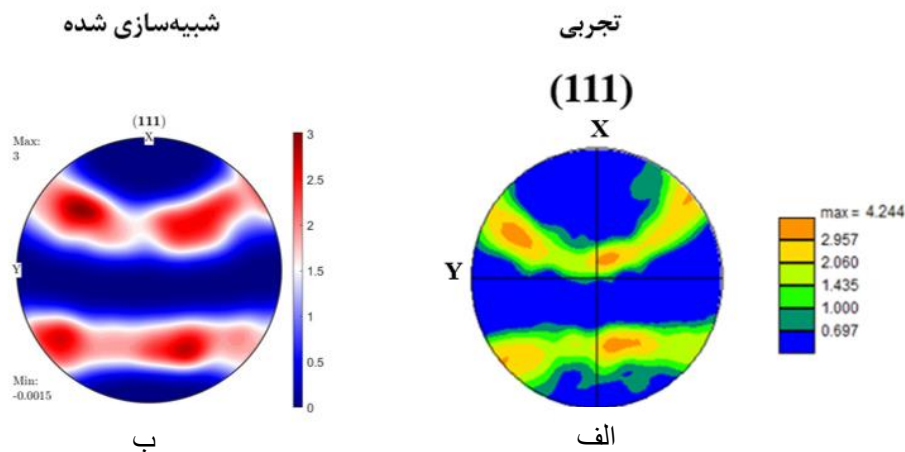 تجربی
(111)
X
Y
max = 4.244
2.957
2.060
1.435
1.000
0.697
الف
شبیه‌سازی شده
(111)
X
Max:
3
Y
Min:
-0.0015
3
2.5
2
1.5
1
0.5
0
ب